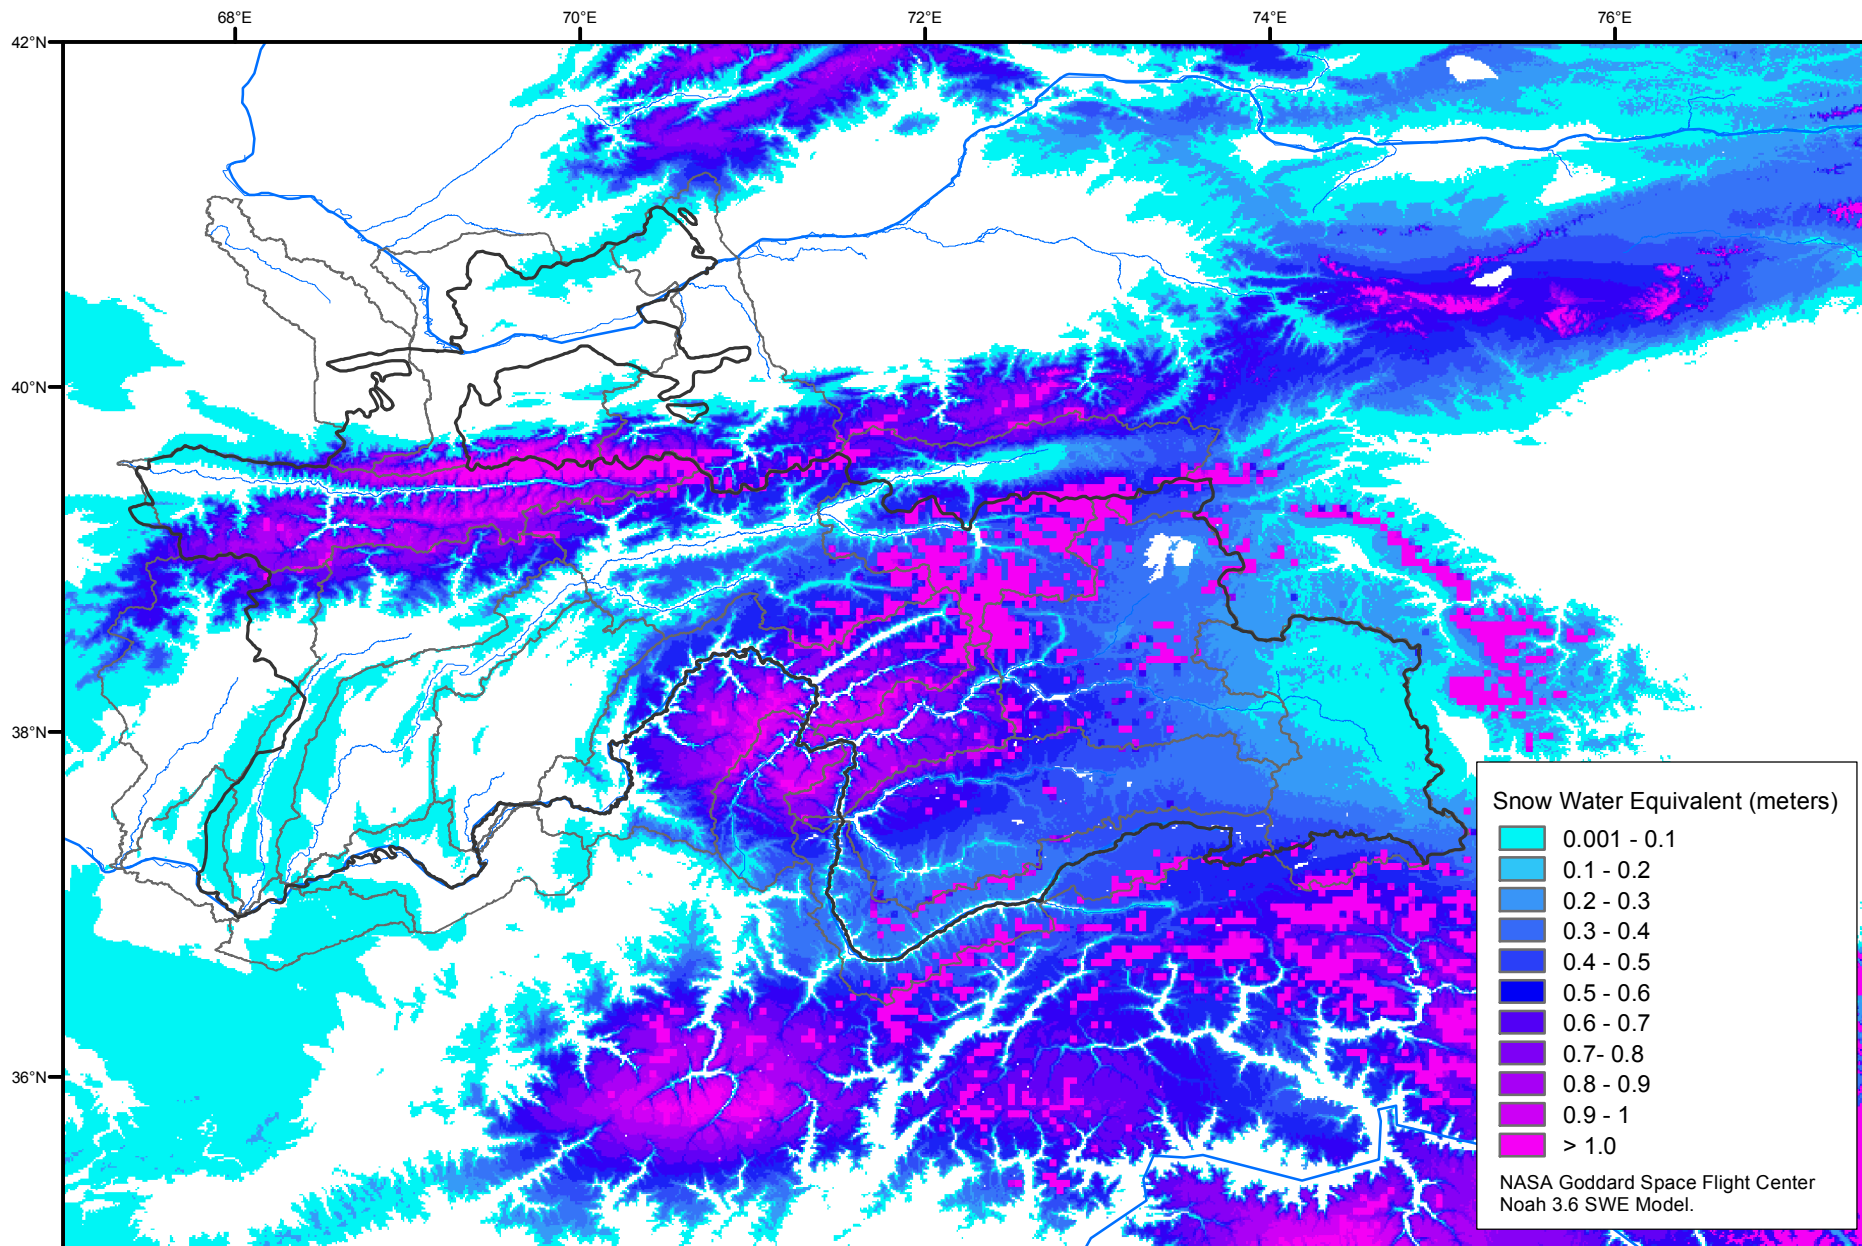 68°E 70°E 72°E 74°E 76°E
42°N
40°N
38°N
36°N
Snow Water Equivalent (meters)
0.001 - 0.1
0.1 - 0.2
0.2 - 0.3
0.3 - 0.4
0.4 - 0.5
0.5 - 0.6
0.6 - 0.7
0.7- 0.8
0.8 - 0.9
0.9 - 1
> 1.0
NASA Goddard Space Flight Center
Noah 3.6 SWE Model.